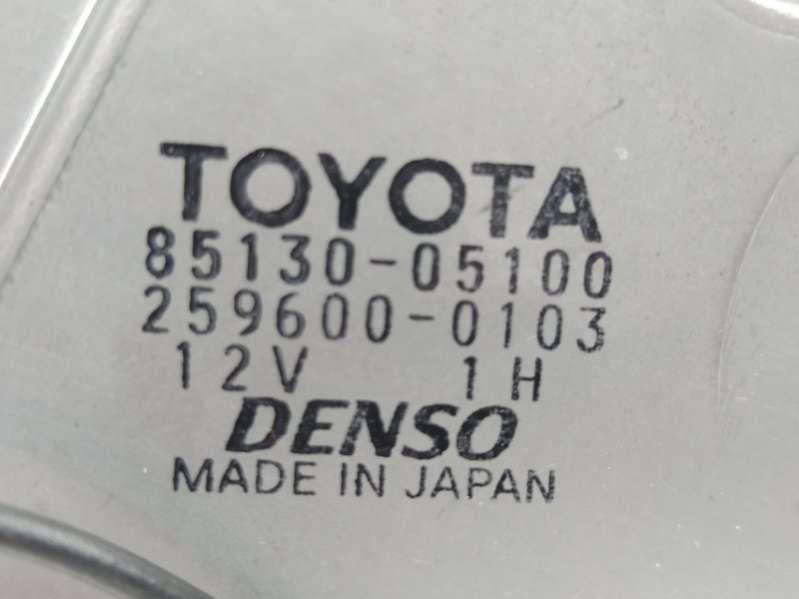 TOYOTA
85130-05100
259600-0103
12V 1H
DENSO
MADE IN JAPAN